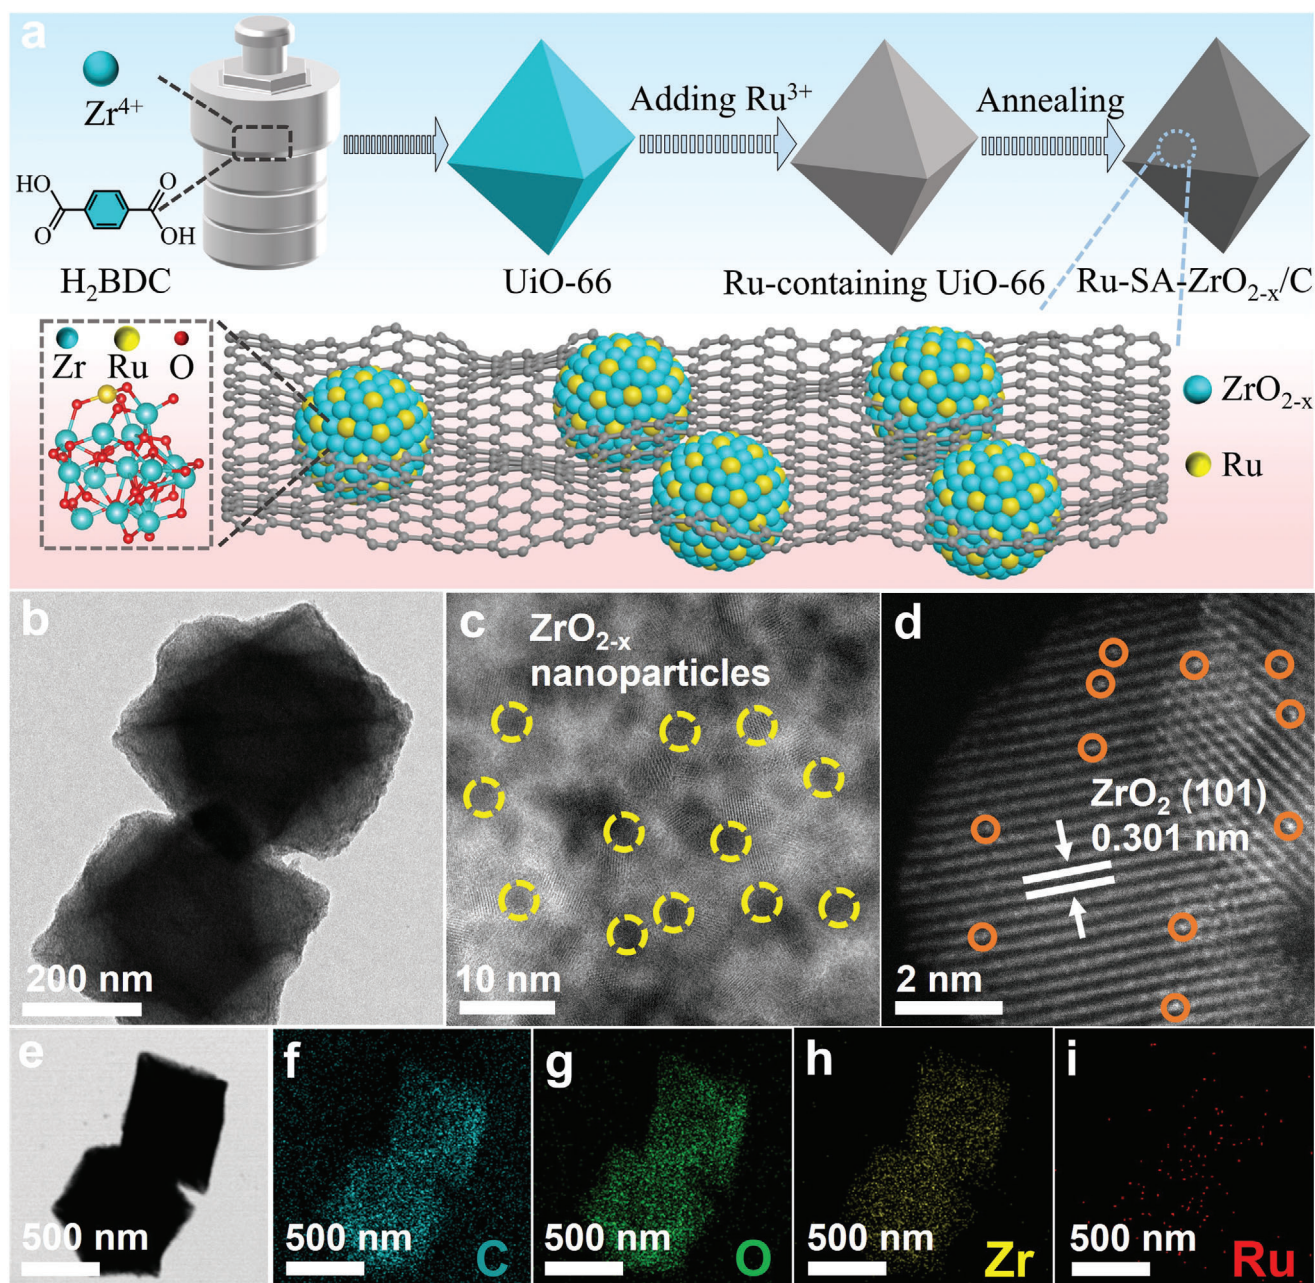 a
Zr⁴⁺
Adding Ru³⁺
Annealing
HO
O
O
OH
H₂BDC
UiO-66
Ru-containing UiO-66
Ru-SA-ZrO₂₋ₓ/C
Zr Ru O
ZrO₂₋ₓ
Ru
b
200 nm
c
ZrO₂₋ₓ
nanoparticles
10 nm
d
ZrO₂ (101)
0.301 nm
2 nm
e
500 nm
f
500 nm
C
g
500 nm
O
h
500 nm
Zr
i
500 nm
Ru